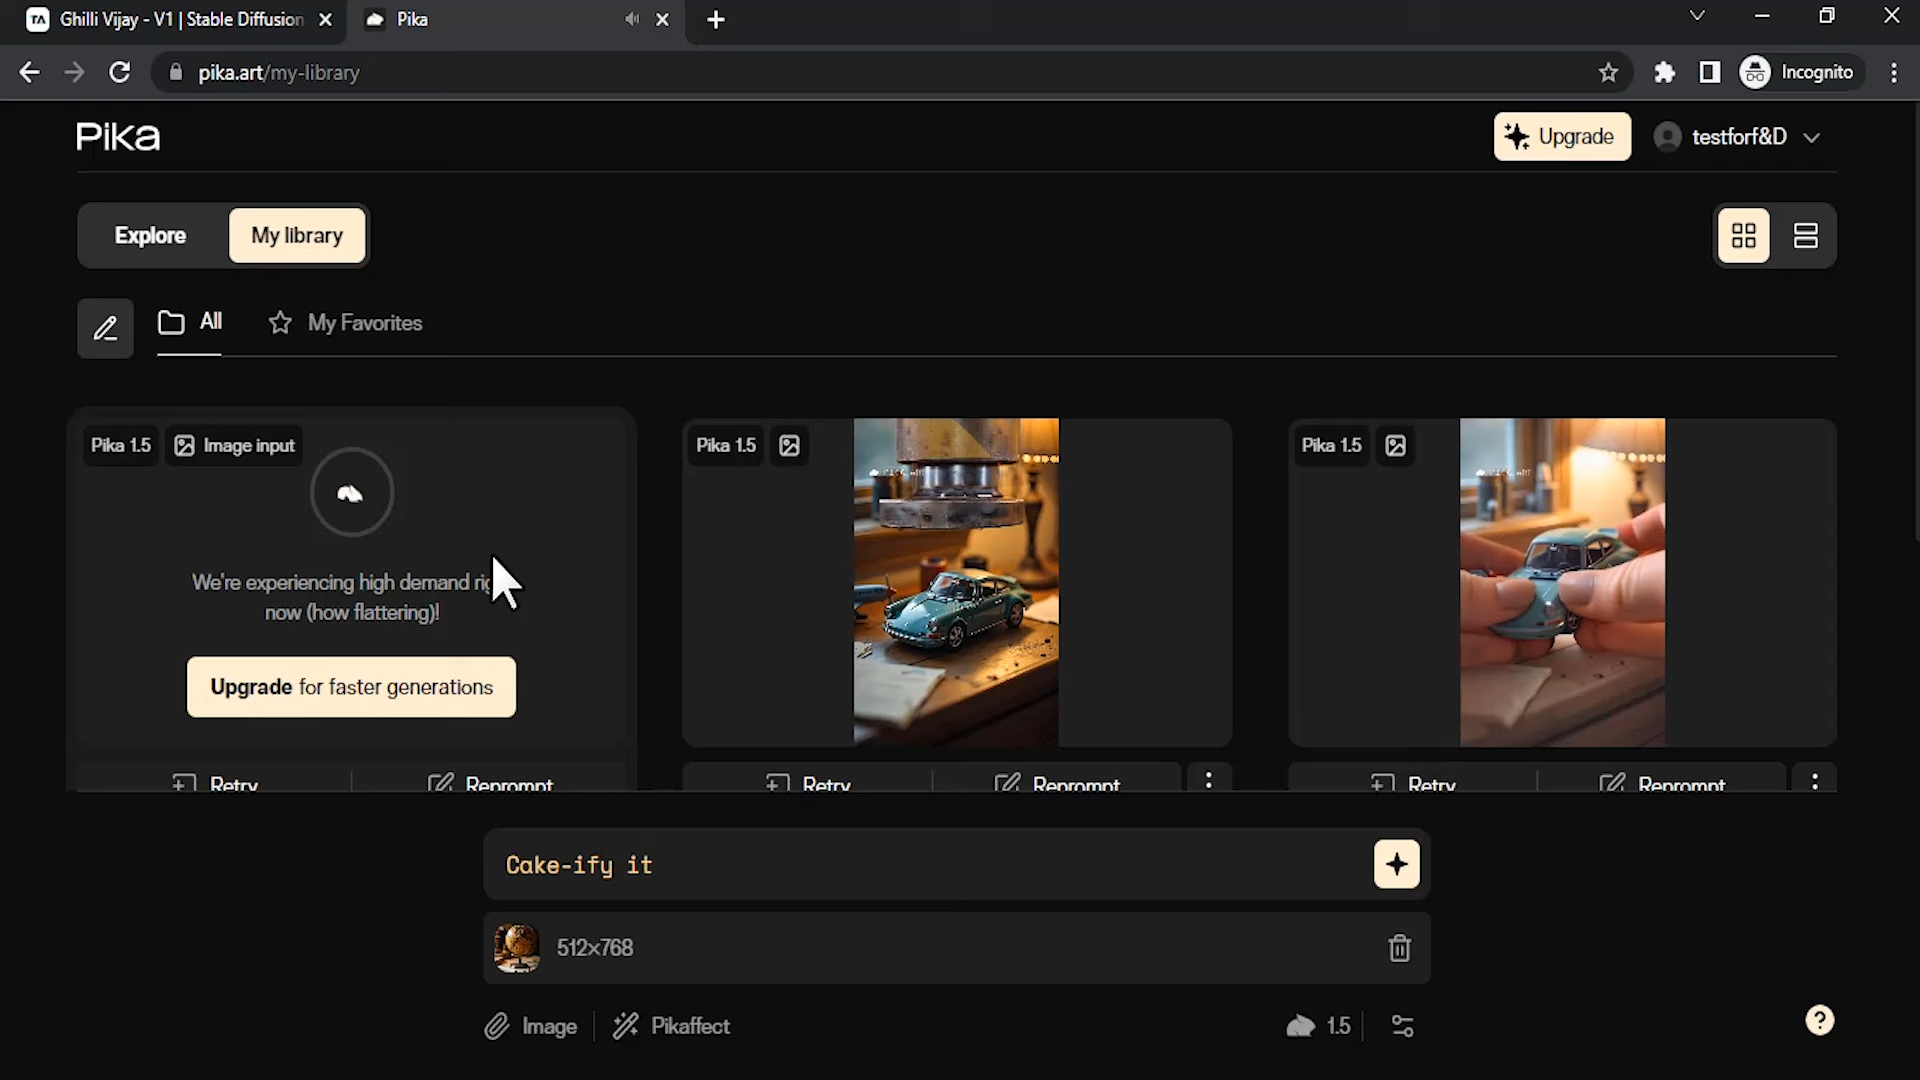 Ghilli Vijay - V1 | Stable Diffusion
Pika
pika.art/my-library
Incognito
Pika
Upgrade
testforf&D
Explore
My library
All
My Favorites
Pika 1.5
Image input
We're experiencing high demand
now (how flattering)!
Upgrade for faster generations
Retry
Reprompt
Pika 1.5
Retry
Reprompt
Pika 1.5
Retry
Reprompt
Cake-ify it
512×768
Image
Pikaffect
1.5
?